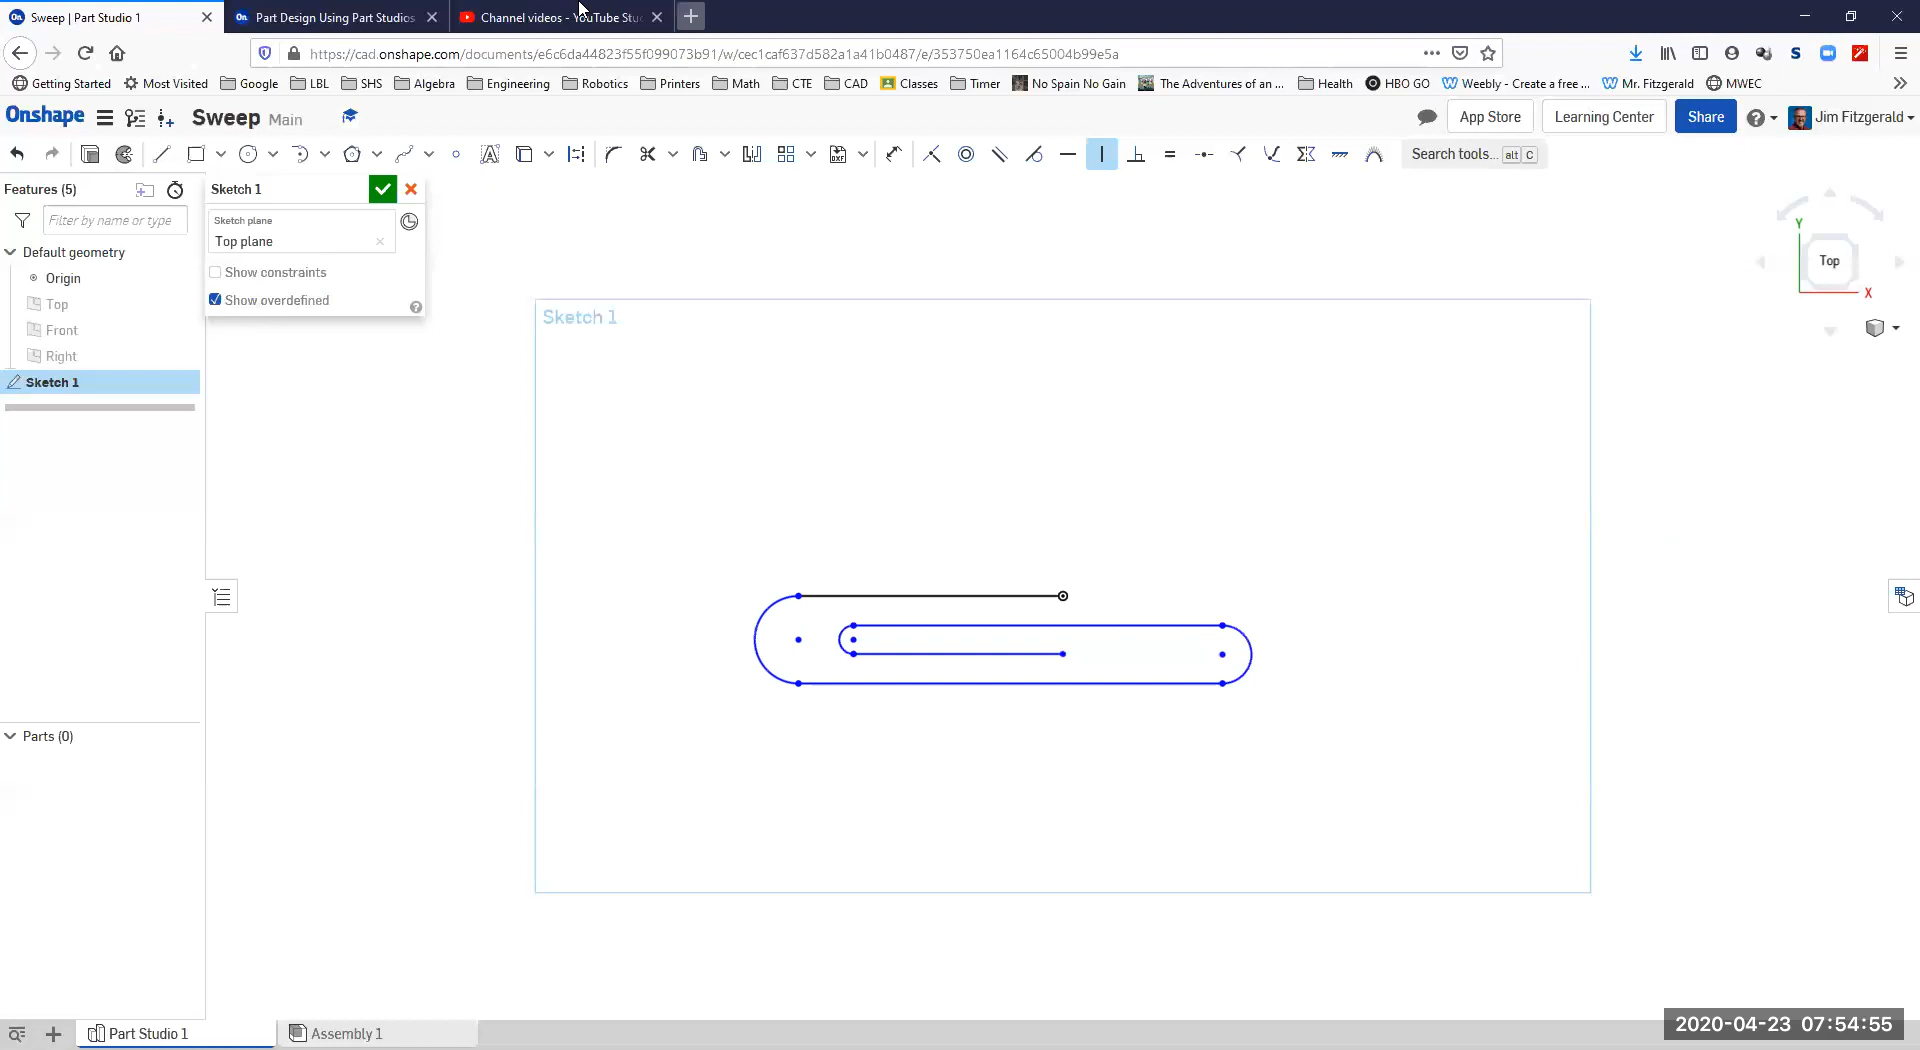 Sweep | Part Studio 1
Part Design Using Part Studios
Channel videos - YouTube Stu
https://cad.onshape.com/documents/e6c6da44823f55f099073b91/w/cec1caf637d582a1a41b0487/e/353750ea1164c65004b99e5a
Getting Started
Most Visited
Google
LBL
SHS
Algebra
Engineering
Robotics
Printers
Math
CTE
CAD
Classes
Timer
No Spain No Gain
The Adventures of an ...
Health
HBO GO
Weebly - Create a free ...
Mr. Fitzgerald
MWEC
Onshape
Sweep Main
App Store
Learning Center
Share
Jim Fitzgerald
Search tools... alt C
Features (5)
Filter by name or type
Default geometry
Origin
Top
Front
Right
Sketch 1
Parts (0)
Sketch 1
Sketch plane
Top plane
Show constraints
Show overdefined
Sketch 1
Y
Top
X
Part Studio 1
Assembly 1
2020-04-23 07:54:55